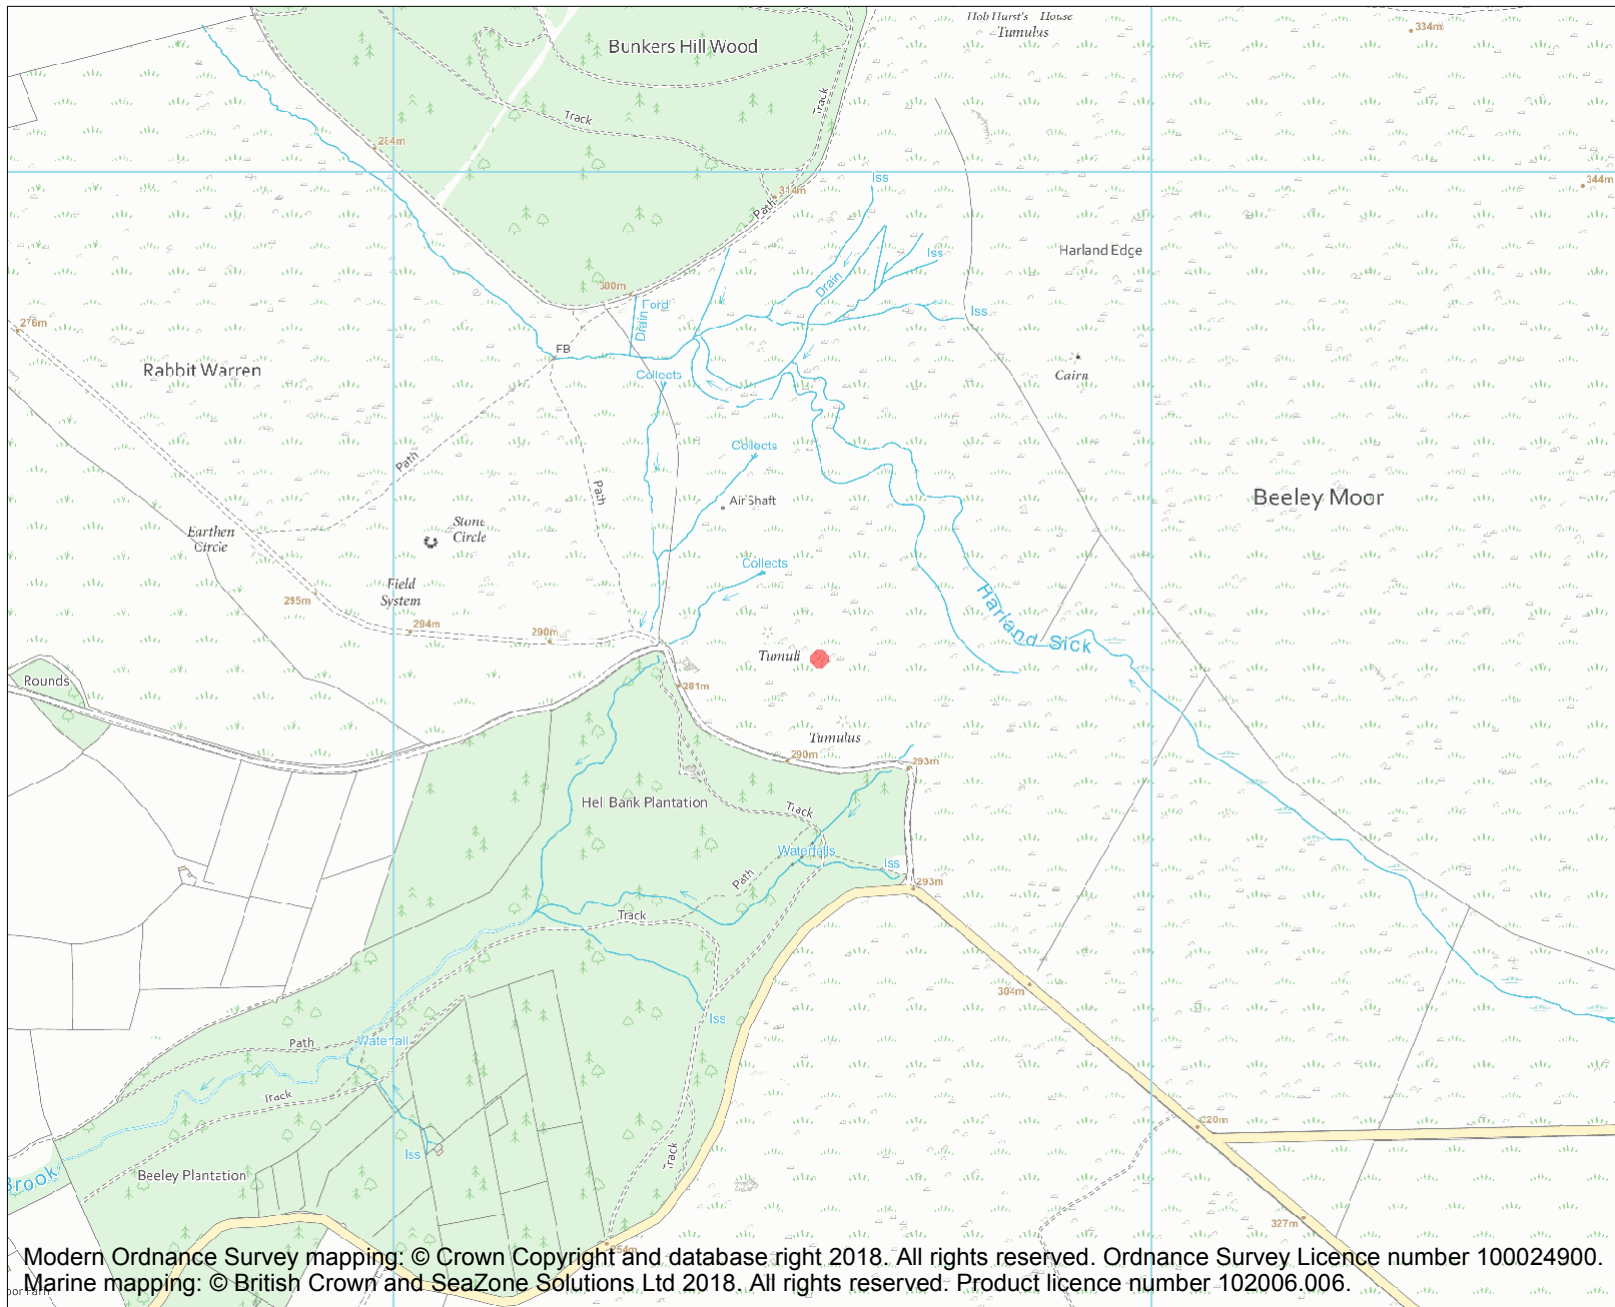 Hob Hurst's House
Tumulus
334m
Bunkers Hill Wood
Track
Track
284m
Iss
344m
314m
Path
Harland Edge
Iss
Drain
300m
Ford
Drain
Iss
276m
FB
Rabbit Warren
Collects
Cairn
Collects
Path
Path
Air Shaft
Beeley Moor
Stone
Circle
Earthen
Circle
Collects
Field
System
295m
294m
290m
Harland Sick
Tumuli
Rounds
281m
Tumulus
290m
293m
Hell Bank Plantation
Track
Waterfalls
Iss
Path
293m
Track
304m
Iss
Path
Waterfall
Track
320m
Iss
Track
Beeley Plantation
Brook
327m
254m
Modern Ordnance Survey mapping: © Crown Copyright and database right 2018. All rights reserved. Ordnance Survey Licence number 100024900.
Marine mapping: © British Crown and SeaZone Solutions Ltd 2018. All rights reserved. Product licence number 102006.006.